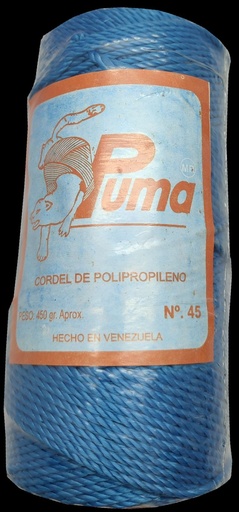 Puma
MR
CORDEL DE POLIPROPILENO
PESO: 450 gr. Aprox.
Nº. 45
HECHO EN VENEZUELA